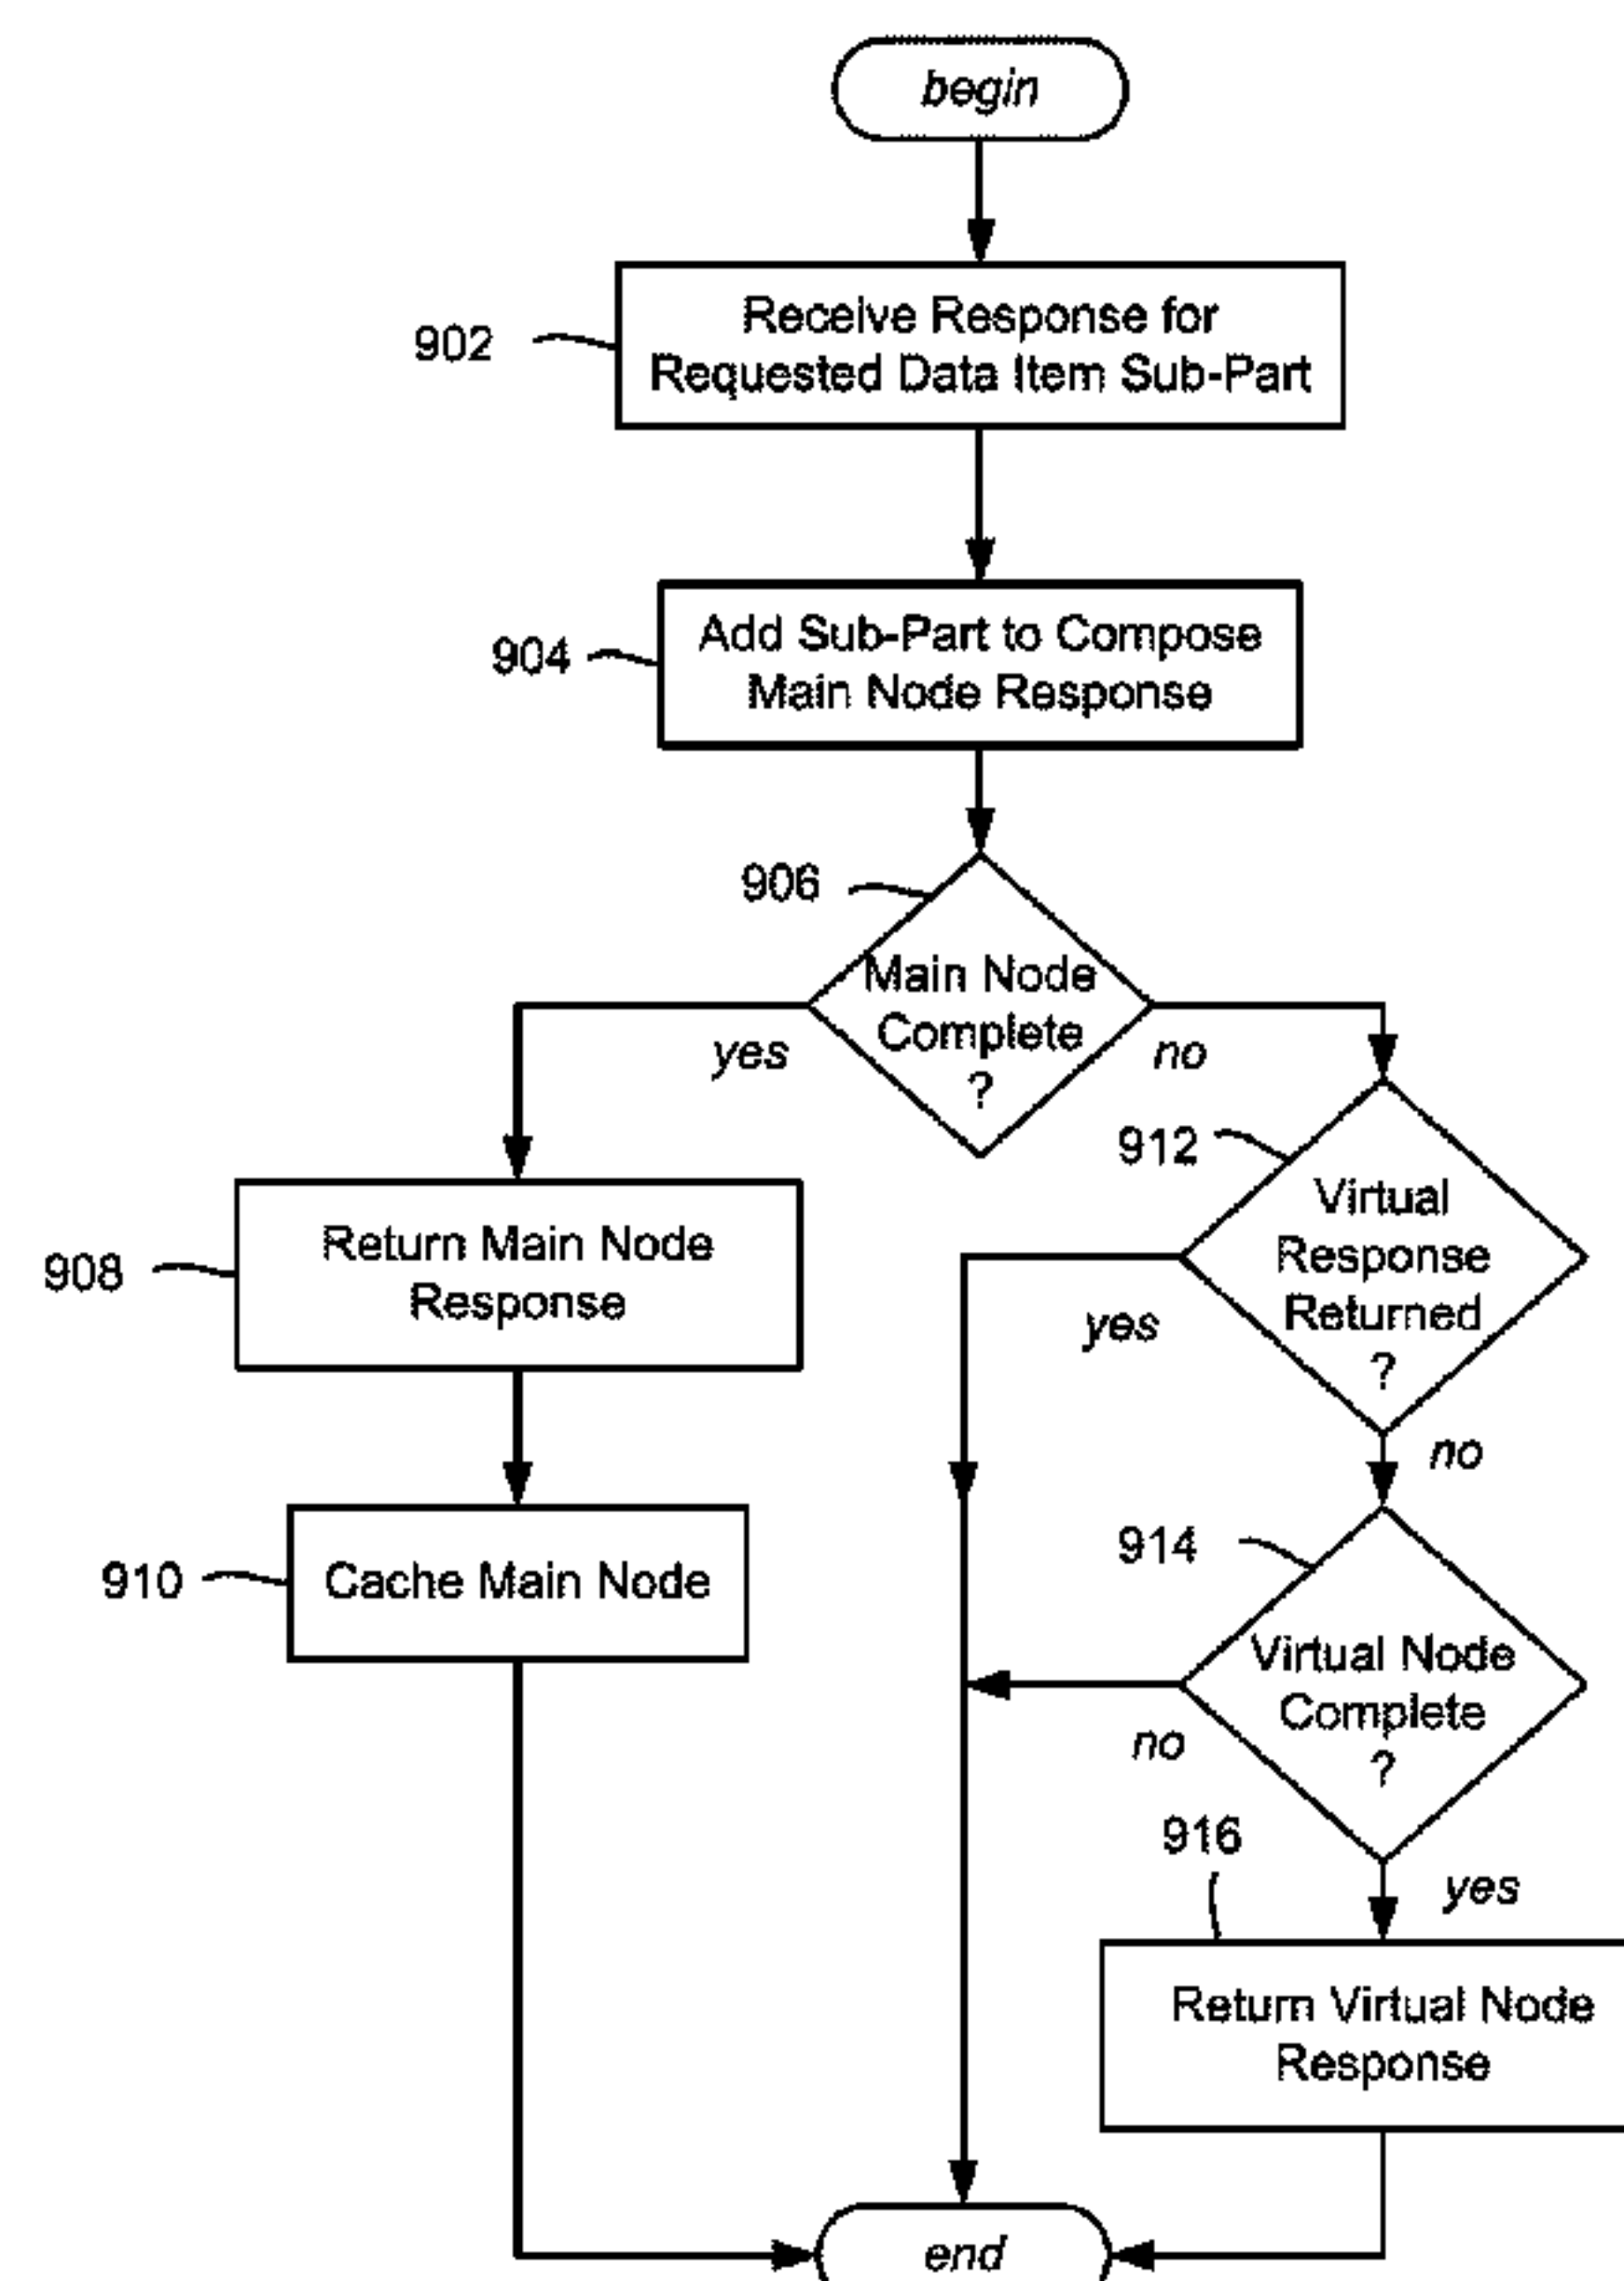 begin
902
Receive Response for
Requested Data Item Sub-Part
904
Add Sub-Part to Compose
Main Node Response
906
Main Node
Complete
?
yes
no
912
Virtual
Response
Returned
?
yes
no
908
Return Main Node
Response
910
Cache Main Node
914
Virtual Node
Complete
?
no
yes
916
Return Virtual Node
Response
end